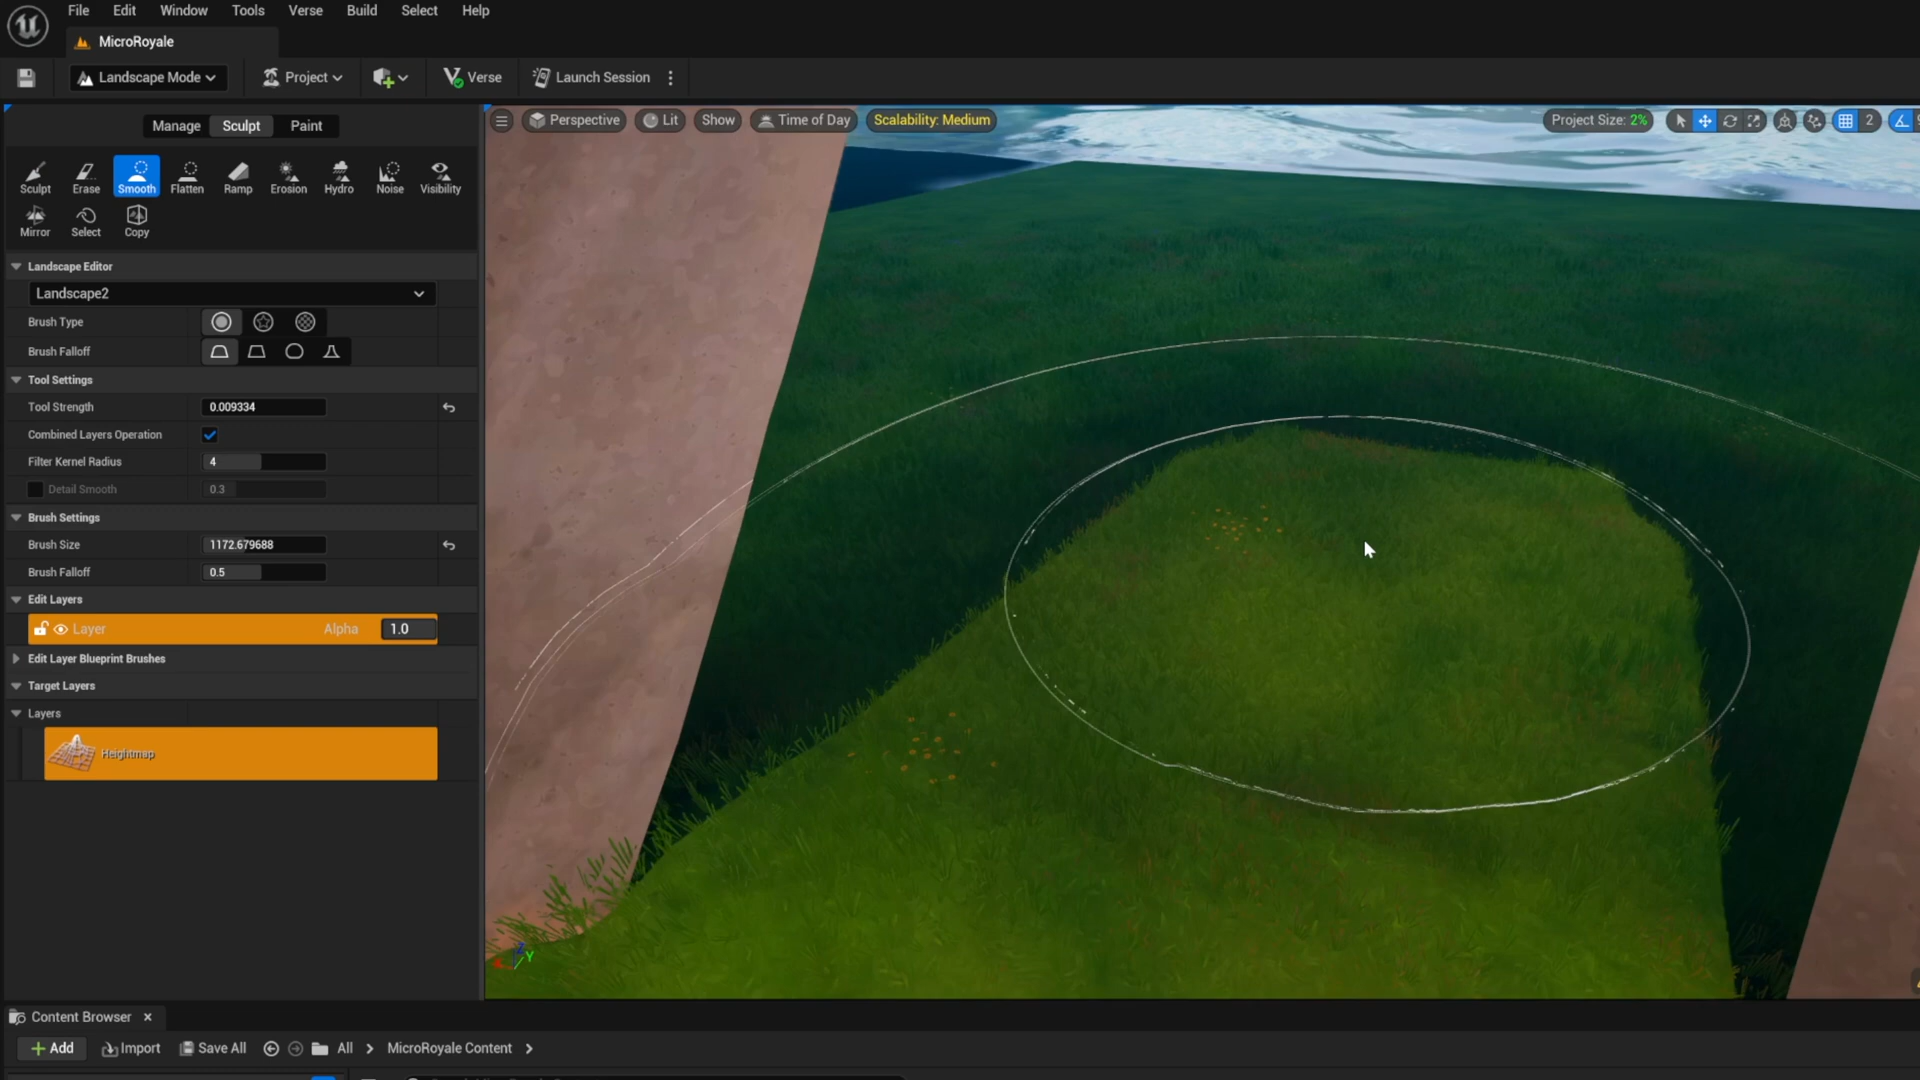 File Edit Window Tools Verse Build Select Help
MicroRoyale
Landscape Mode Project Verse Launch Session
Manage Sculpt Paint
Perspective Lit Show Time of Day Scalability: Medium Project Size: 2% 2
Sculpt Erase Smooth Flatten Ramp Erosion Hydro Noise Visibility
Mirror Select Copy
Landscape Editor
Landscape2
Brush Type
Brush Falloff
Tool Settings
Tool Strength 0.009334
Combined Layers Operation
Filter Kernel Radius 4
Detail Smooth 0.3
Brush Settings
Brush Size 1172.679688
Brush Falloff 0.5
Edit Layers
Layer Alpha 1.0
Edit Layer Blueprint Brushes
Target Layers
Layers
Heightmap
Y
Content Browser
Add Import Save All All MicroRoyale Content